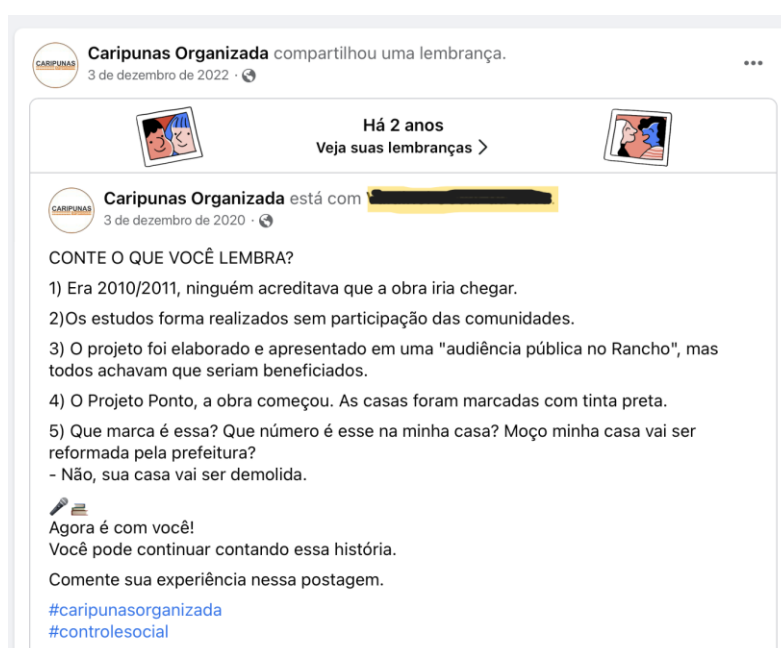 Caripunas Organizada compartilhou uma lembrança.
CARIPUNAS
3 de dezembro de 2022 ·
Há 2 anos
Veja suas lembranças >
Caripunas Organizada está com
CARIPUNAS
3 de dezembro de 2020 ·
CONTE O QUE VOCÊ LEMBRA?
1) Era 2010/2011, ninguém acreditava que a obra iria chegar.
2)Os estudos forma realizados sem participação das comunidades.
3) O projeto foi elaborado e apresentado em uma "audiência pública no Rancho", mas
todos achavam que seriam beneficiados.
4) O Projeto Ponto, a obra começou. As casas foram marcadas com tinta preta.
5) Que marca é essa? Que número é esse na minha casa? Moço minha casa vai ser
reformada pela prefeitura?
- Não, sua casa vai ser demolida.
Agora é com você!
Você pode continuar contando essa história.
Comente sua experiência nessa postagem.
#caripunasorganizada
#controlesocial